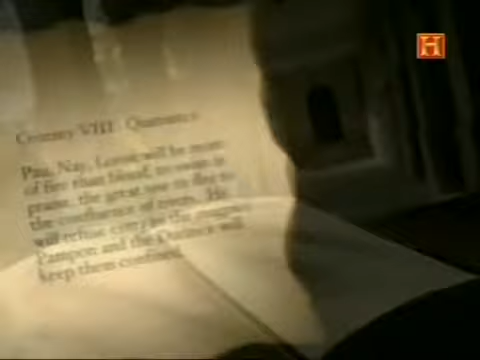 H
Century VIII Quatrain
Pau, Nay, Loron will be more
of fire than blood, to swim in
praise, the great one to flee to
the confluence of rivers. He
will refuse entry to the
Pampon and the Durance will
keep them confined.